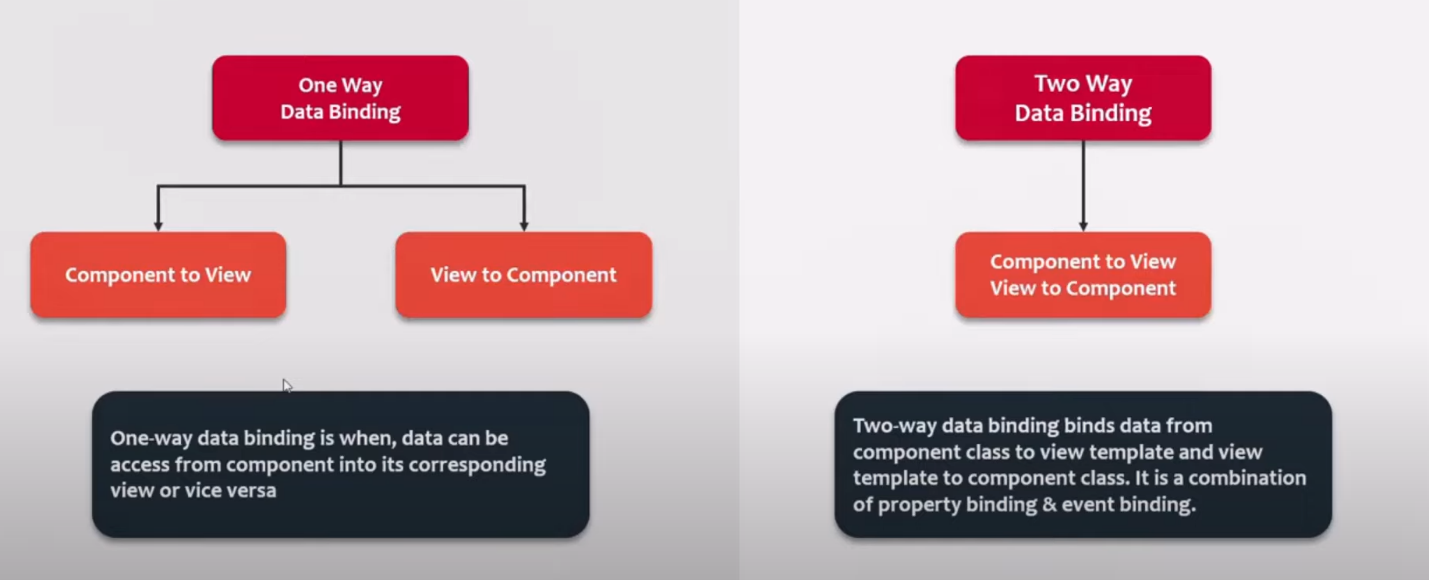 One Way
Data Binding
Component to View
View to Component
One-way data binding is when, data can be
access from component into its corresponding
view or vice versa
Two Way
Data Binding
Component to View
View to Component
Two-way data binding binds data from
component class to view template and view
template to component class. It is a combination
of property binding & event binding.